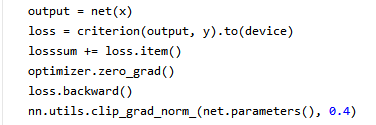 output = net(x)
loss = criterion(output, y).to(device)
losssum += loss.item()
optimizer.zero_grad()
loss.backward()
nn.utils.clip_grad_norm_(net.parameters(), 0.4)